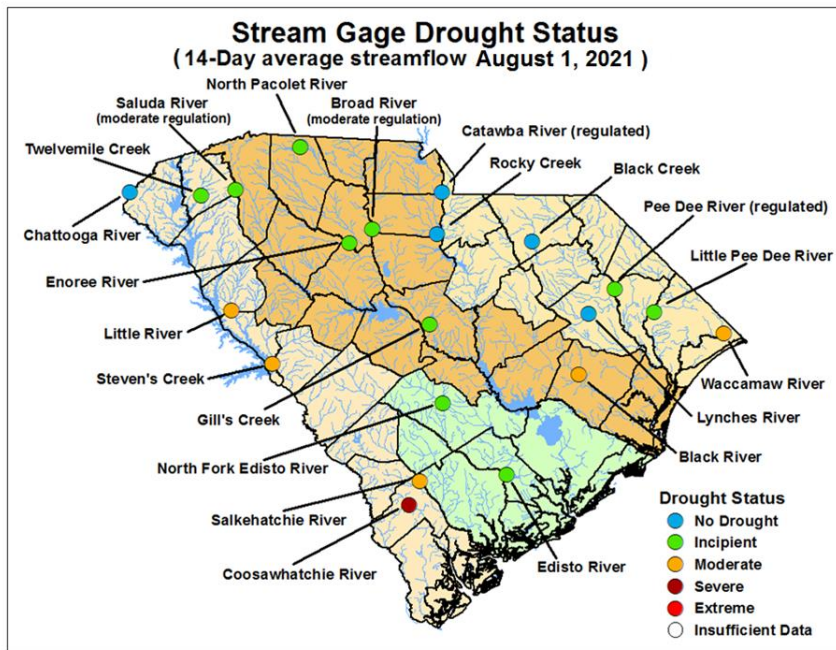 Stream Gage Drought Status
(14-Day average streamflow August 1, 2021)
North Pacolet River
Saluda River
(moderate regulation)
Broad River
(moderate regulation)
Twelvemile Creek
Catawba River (regulated)
Rocky Creek
Black Creek
Chattooga River
Pee Dee River (regulated)
Little Pee Dee River
Enoree River
Little River
Steven's Creek
Waccamaw River
Gill's Creek
Lynches River
North Fork Edisto River
Black River
Salkehatchie River
Coosawhatchie River
Edisto River
Drought Status
No Drought
Incipient
Moderate
Severe
Extreme
Insufficient Data